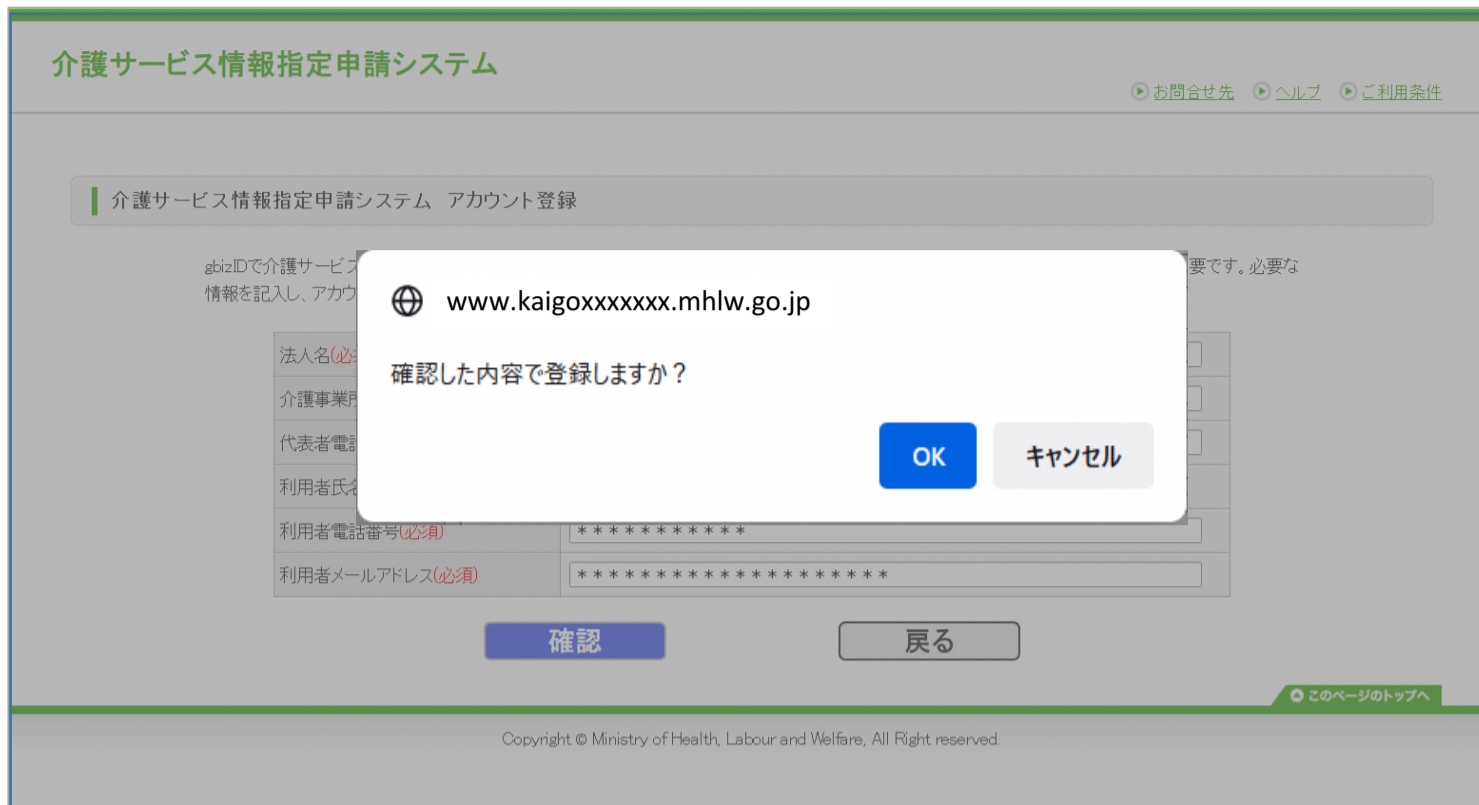 介護サービス情報指定申請システム
お問合せ先 ヘルプ ご利用条件
介護サービス情報指定申請システム アカウント登録
gbizIDで介護サービス 要です。必要な
情報を記入し、アカウ
www.kaigoxxxxxxx.mhlw.go.jp
確認した内容で登録しますか？
OK キャンセル
法人名(必須
介護事業所
代表者電話
利用者氏名
利用者電話番号(必須) ***********
利用者メールアドレス(必須) ********************
確認 戻る
このページのトップへ
Copyright © Ministry of Health, Labour and Welfare, All Right reserved.